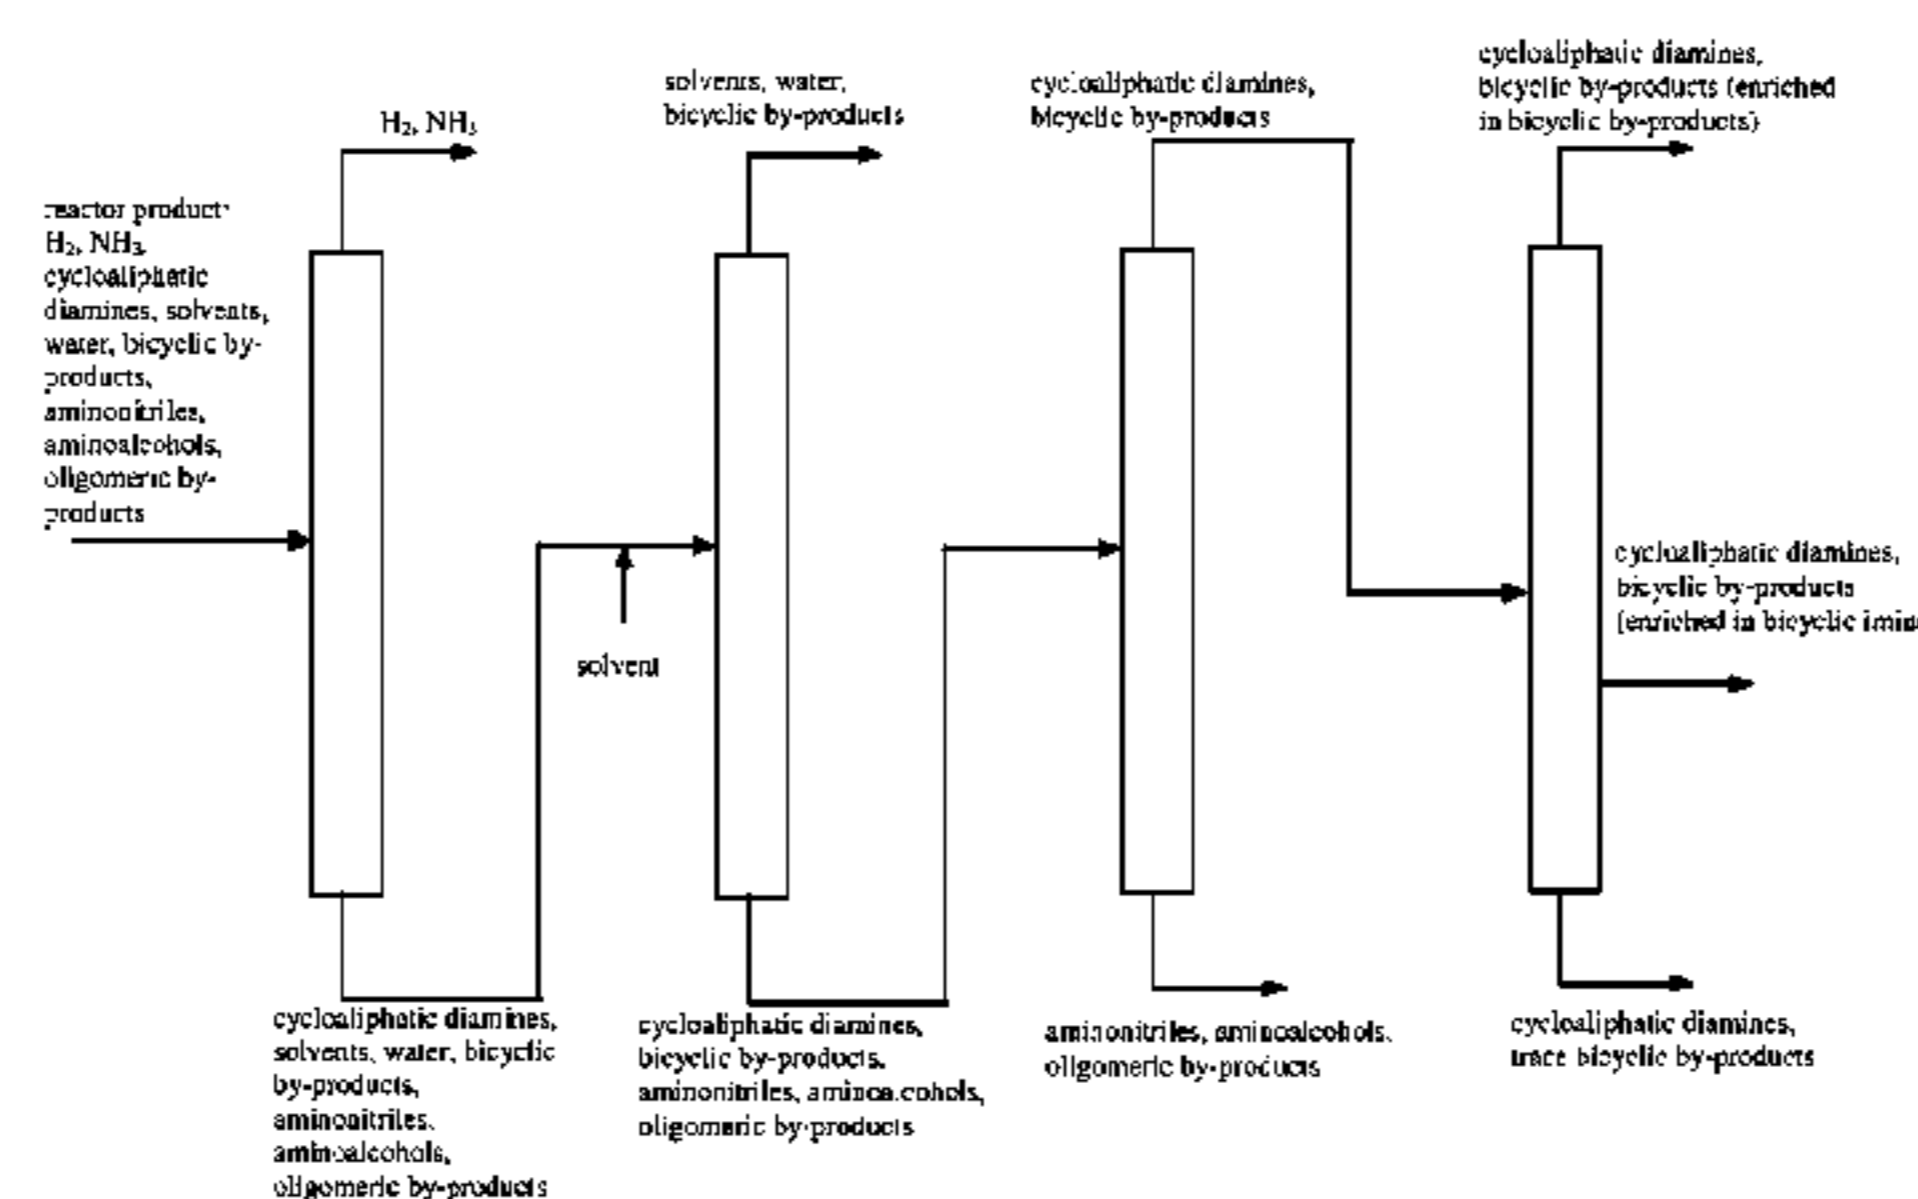 reactor product:
H₂, NH₃,
cycloaliphatic
diamines, solvents,
water, bicyclic by-
products,
aminonitriles,
aminoalcohols,
oligomeric by-
products
H₂, NH₃
cycloaliphatic diamines,
solvents, water, bicyclic
by-products,
aminonitriles,
aminoalcohols,
oligomeric by-products
solvent
solvents, water,
bicyclic by-products
cycloaliphatic diamines,
bicyclic by-products,
aminonitriles, aminoalcohols,
oligomeric by-products
cycloaliphatic diamines,
bicyclic by-products
aminonitriles, aminoalcohols,
oligomeric by-products
cycloaliphatic diamines,
bicyclic by-products (enriched
in bicyclic by-products)
cycloaliphatic diamines,
bicyclic by-products
(enriched in bicyclic
cycloaliphatic diamines,
trace bicyclic by-products